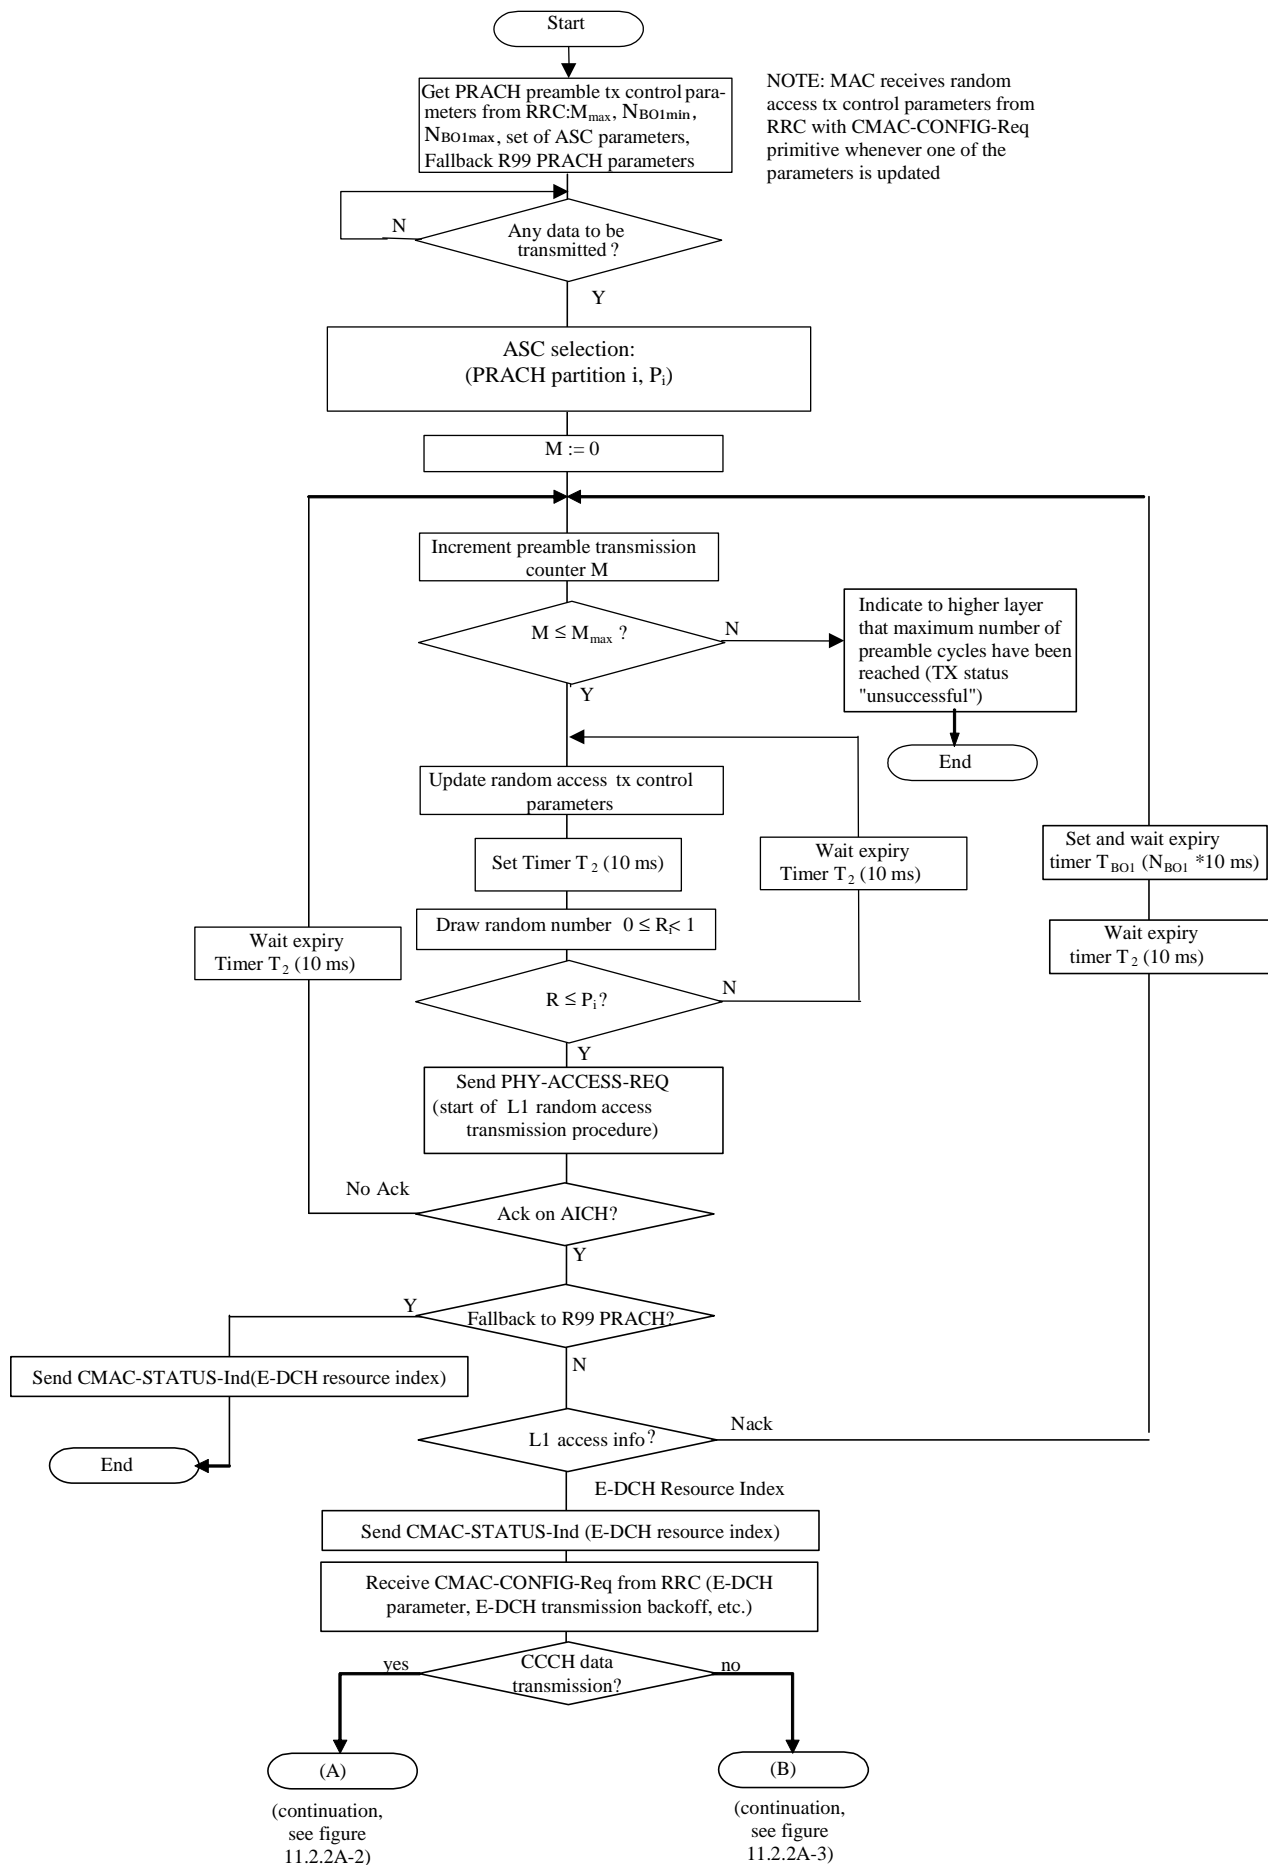 Start
Get PRACH preamble tx control para-
meters from RRC:Mmax, NBO1min,
NBO1max, set of ASC parameters,
Fallback R99 PRACH parameters
NOTE: MAC receives random
access tx control parameters from
RRC with CMAC-CONFIG-Req
primitive whenever one of the
parameters is updated
N
Any data to be
transmitted ?
Y
ASC selection:
(PRACH partition i, Pi)
M := 0
Increment preamble transmission
counter M
M ≤ Mmax ?
N
Y
Indicate to higher layer
that maximum number of
preamble cycles have been
reached (TX status
"unsuccessful")
End
Update random access tx control
parameters
Set Timer T2 (10 ms)
Wait expiry
Timer T2 (10 ms)
Set and wait expiry
timer TBO1 (NBO1 *10 ms)
Draw random number 0 ≤ Ri< 1
Wait expiry
Timer T2 (10 ms)
Wait expiry
timer T2 (10 ms)
R ≤ Pi?
N
Y
Send PHY-ACCESS-REQ
(start of L1 random access
transmission procedure)
No Ack
Ack on AICH?
Y
Y
Fallback to R99 PRACH?
N
Send CMAC-STATUS-Ind(E-DCH resource index)
End
L1 access info?
Nack
E-DCH Resource Index
Send CMAC-STATUS-Ind (E-DCH resource index)
Receive CMAC-CONFIG-Req from RRC (E-DCH
parameter, E-DCH transmission backoff, etc.)
yes
CCCH data
transmission?
no
(A)
(B)
(continuation,
see figure
11.2.2A-2)
(continuation,
see figure
11.2.2A-3)